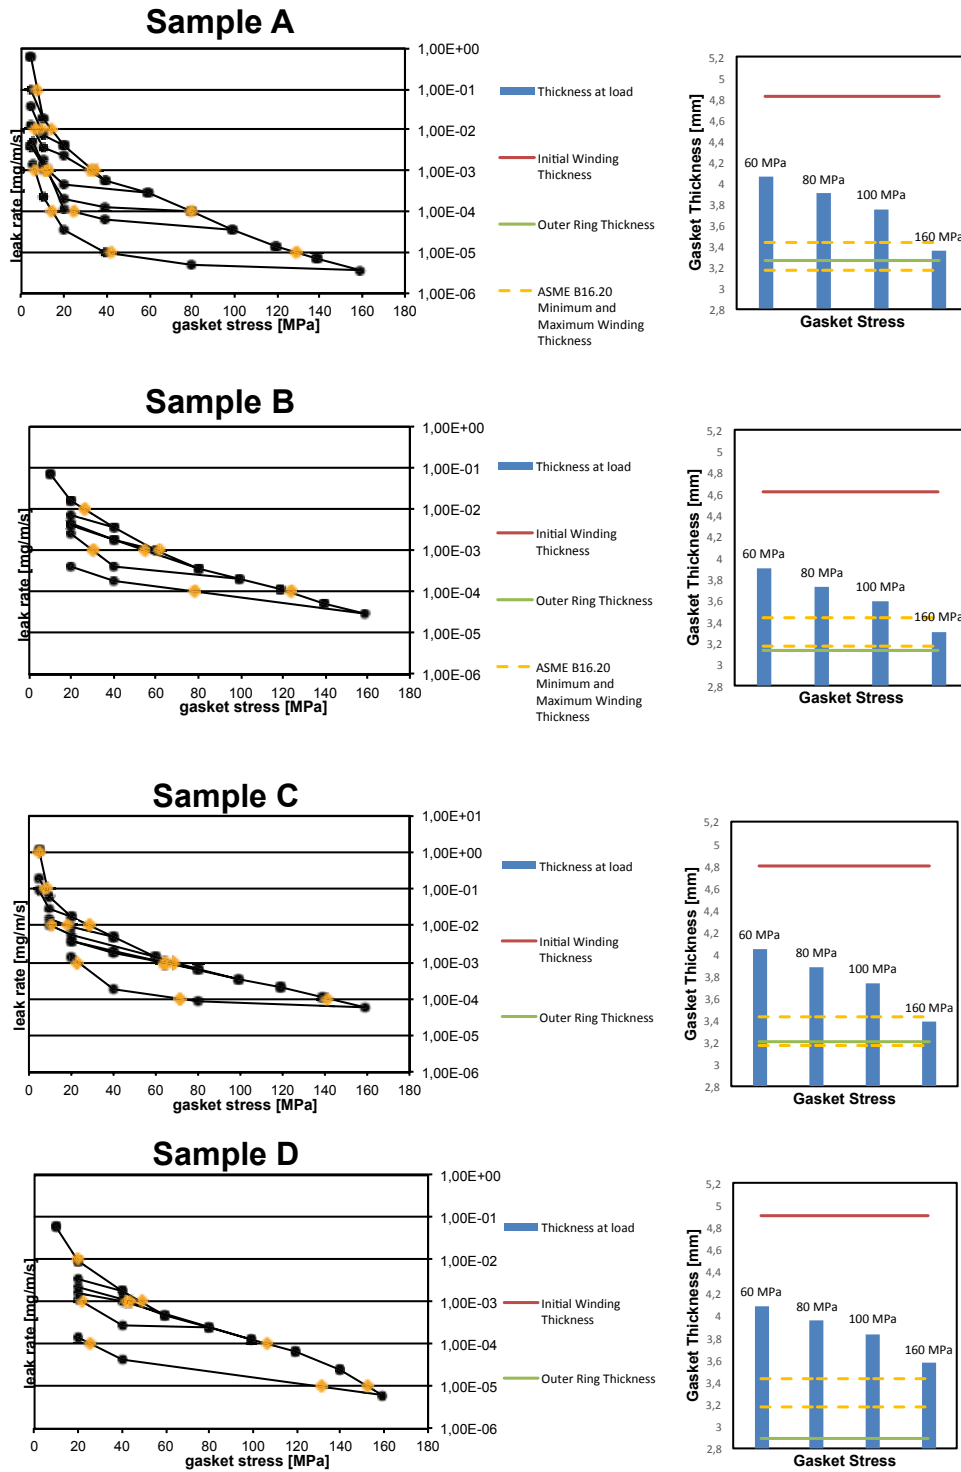 Sample A
1,00E+00
1,00E-01
1,00E-02
1,00E-03
1,00E-04
1,00E-05
1,00E-06
leak rate [mg/m/s]
0 20 40 60 80 100 120 140 160 180
gasket stress [MPa]
Thickness at load
Initial Winding
Thickness
Outer Ring Thickness
ASME B16.20
Minimum and
Maximum Winding
Thickness
Gasket Thickness [mm]
5,2
5
4,8
4,6
4,4
4,2
4
3,8
3,6
3,4
3,2
3
2,8
60 MPa
80 MPa
100 MPa
160 MPa
Gasket Stress
Sample B
1,00E+00
1,00E-01
1,00E-02
1,00E-03
1,00E-04
1,00E-05
1,00E-06
leak rate [mg/m/s]
0 20 40 60 80 100 120 140 160 180
gasket stress [MPa]
Thickness at load
Initial Winding
Thickness
Outer Ring Thickness
ASME B16.20
Minimum and
Maximum Winding
Thickness
Gasket Thickness [mm]
5,2
5
4,8
4,6
4,4
4,2
4
3,8
3,6
3,4
3,2
3
2,8
60 MPa
80 MPa
100 MPa
160 MPa
Gasket Stress
Sample C
1,00E+01
1,00E+00
1,00E-01
1,00E-02
1,00E-03
1,00E-04
1,00E-05
1,00E-06
leak rate [mg/m/s]
0 20 40 60 80 100 120 140 160 180
gasket stress [MPa]
Thickness at load
Initial Winding
Thickness
Outer Ring Thickness
Gasket Thickness [mm]
5,2
5
4,8
4,6
4,4
4,2
4
3,8
3,6
3,4
3,2
3
2,8
60 MPa
80 MPa
100 MPa
160 MPa
Gasket Stress
Sample D
1,00E+00
1,00E-01
1,00E-02
1,00E-03
1,00E-04
1,00E-05
1,00E-06
leak rate [mg/m/s]
0 20 40 60 80 100 120 140 160 180
gasket stress [MPa]
Thickness at load
Initial Winding
Thickness
Outer Ring Thickness
Gasket Thickness [mm]
5,2
5
4,8
4,6
4,4
4,2
4
3,8
3,6
3,4
3,2
3
2,8
60 MPa
80 MPa
100 MPa
160 MPa
Gasket Stress